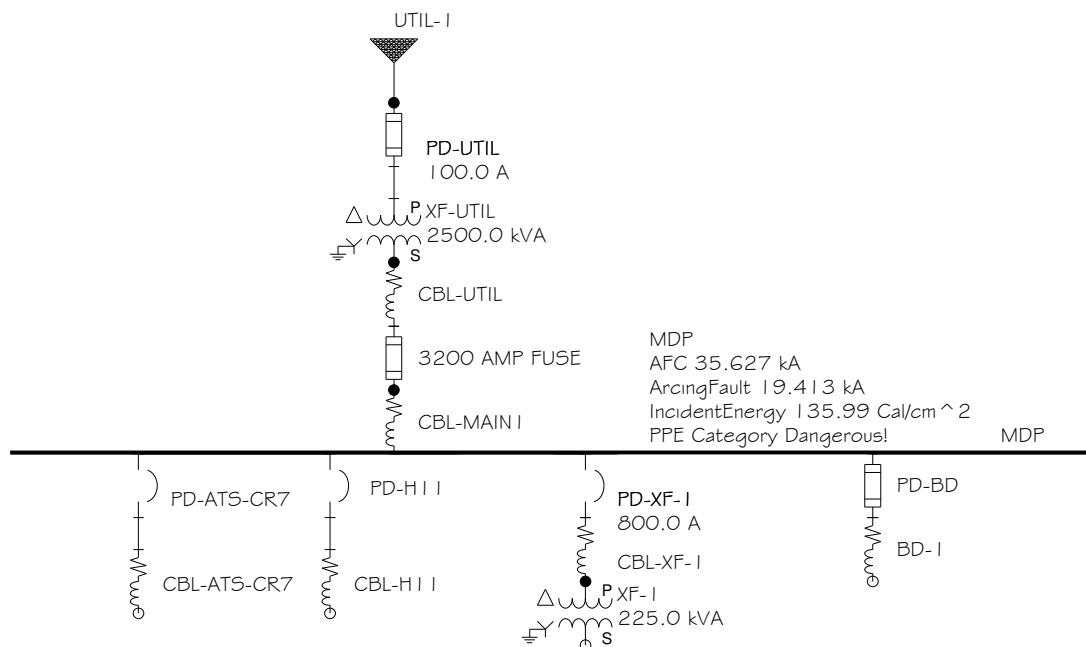 UTIL-1
PD-UTIL
100.0 A
P
XF-UTIL
2500.0 kVA
S
CBL-UTIL
3200 AMP FUSE
CBL-MAIN1
MDP
AFC 35.627 kA
ArcingFault 19.413 kA
IncidentEnergy 135.99 Cal/cm^2
PPE Category Dangerous!
MDP
PD-ATS-CR7
CBL-ATS-CR7
PD-H11
CBL-H11
PD-XF-1
800.0 A
CBL-XF-1
P
XF-1
225.0 kVA
S
PD-BD
BD-1